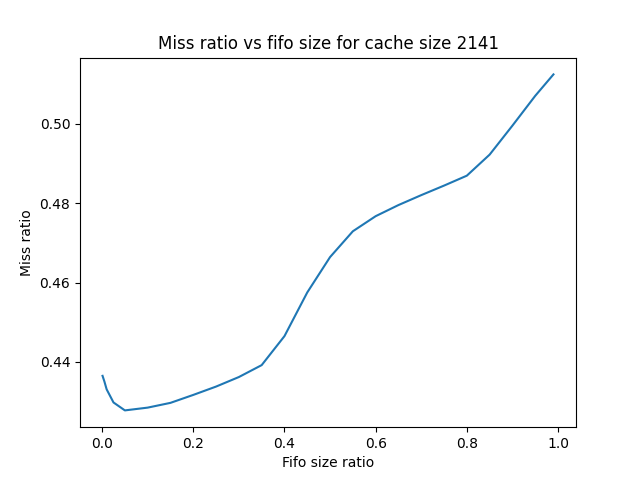 Miss ratio vs fifo size for cache size 2141
0.50
0.48
0.46
0.44
Miss ratio
0.0 0.2 0.4 0.6 0.8 1.0
Fifo size ratio